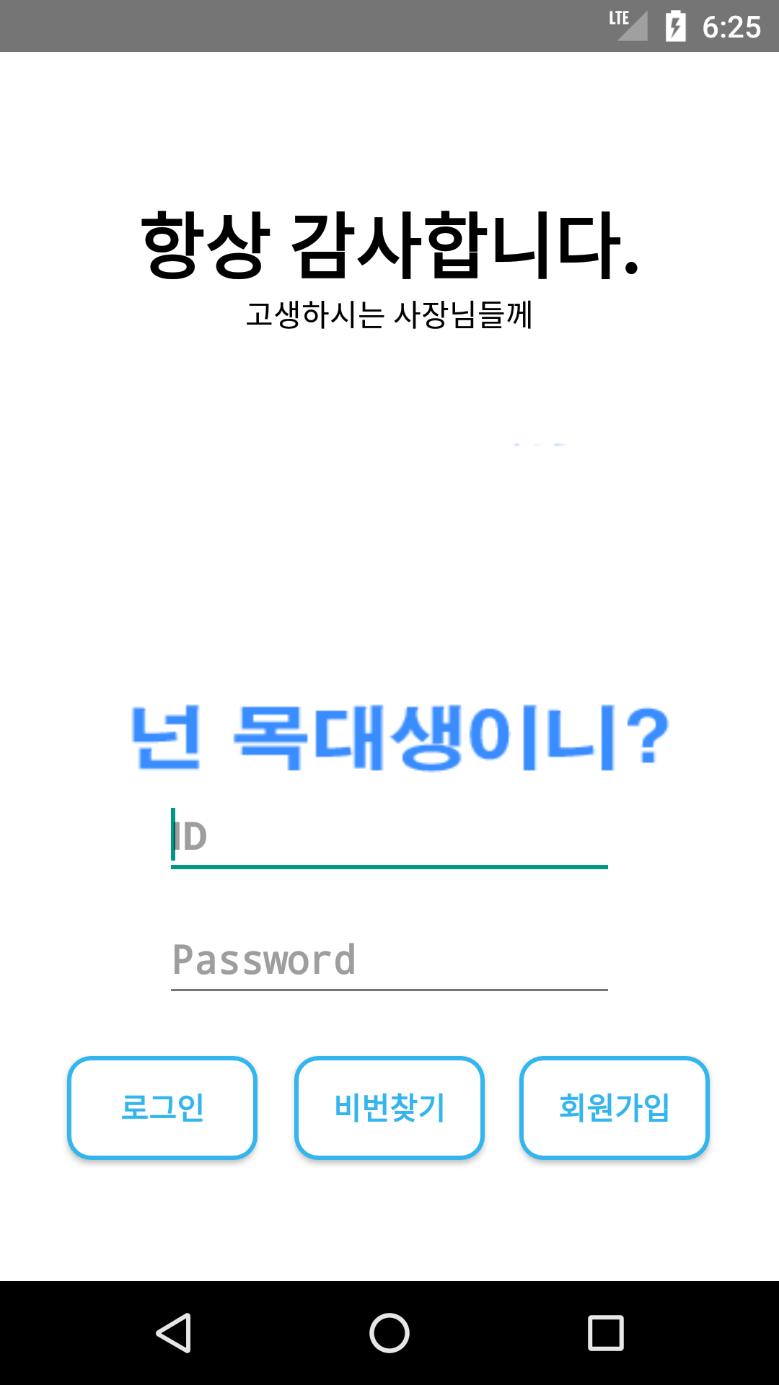 LTE 6:25
항상 감사합니다.
고생하시는 사장님들께
넌 목대생이니?
ID
Password
로그인 비번찾기 회원가입